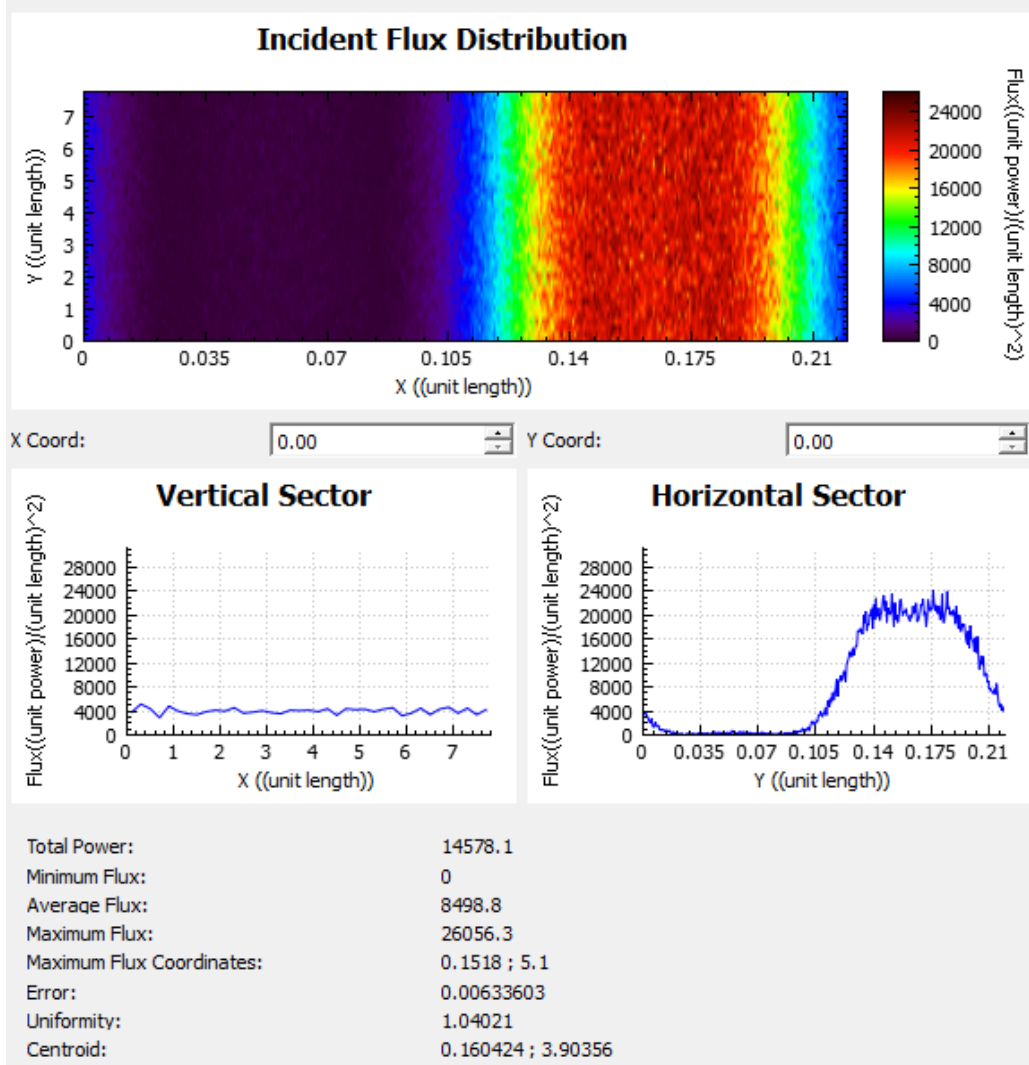 Incident Flux Distribution
Y ((unit length))
7
6
5
4
3
2
1
0
0 0.035 0.07 0.105 0.14 0.175 0.21
X ((unit length))
24000
20000
16000
12000
8000
4000
0
Flux((unit power)/(unit length)^2)
X Coord: 0.00 Y Coord: 0.00
Vertical Sector
Flux((unit power)/(unit length)^2)
28000
24000
20000
16000
12000
8000
4000
0
0 1 2 3 4 5 6 7
X ((unit length))
Horizontal Sector
Flux((unit power)/(unit length)^2)
28000
24000
20000
16000
12000
8000
4000
0
0 0.035 0.07 0.105 0.14 0.175 0.21
Y ((unit length))
Total Power: 14578.1
Minimum Flux: 0
Average Flux: 8498.8
Maximum Flux: 26056.3
Maximum Flux Coordinates: 0.1518 ; 5.1
Error: 0.00633603
Uniformity: 1.04021
Centroid: 0.160424 ; 3.90356